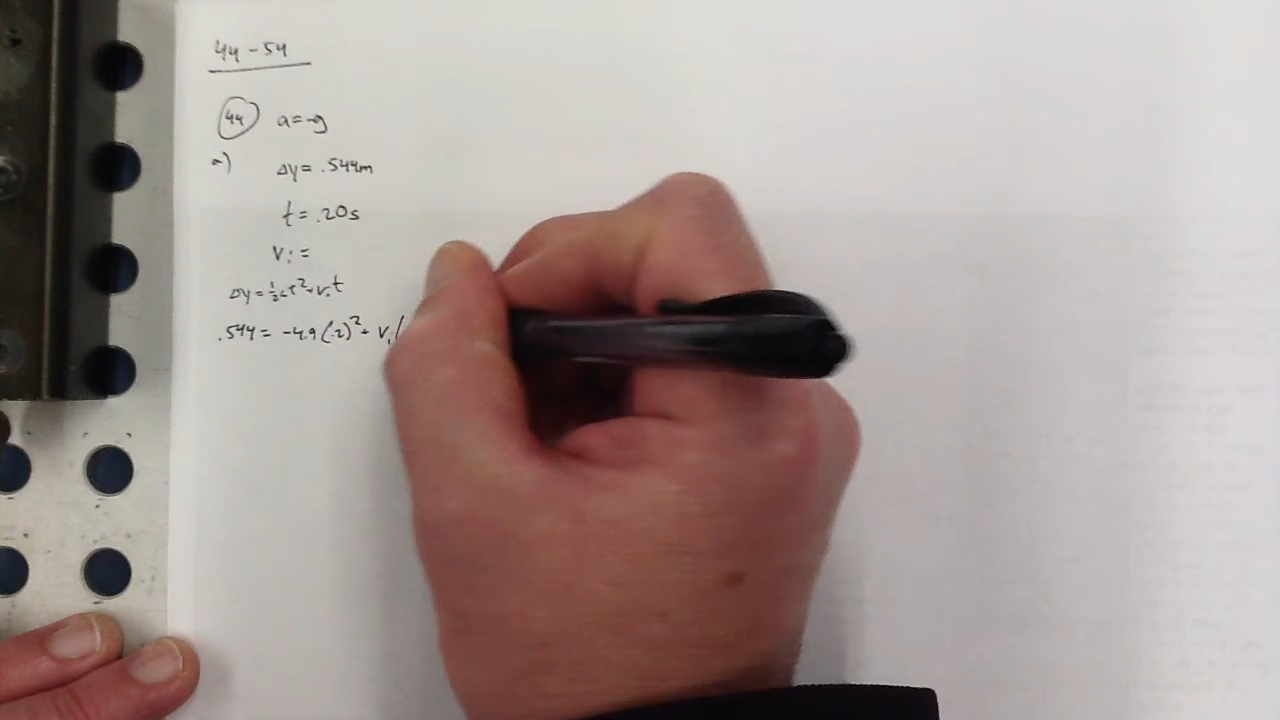 44 - 54
44 a = -g
a) Δy = .544m
t = .20s
vᵢ =
Δy = ½at² + vᵢt
.544 = -4.9(.2)² + vᵢ(